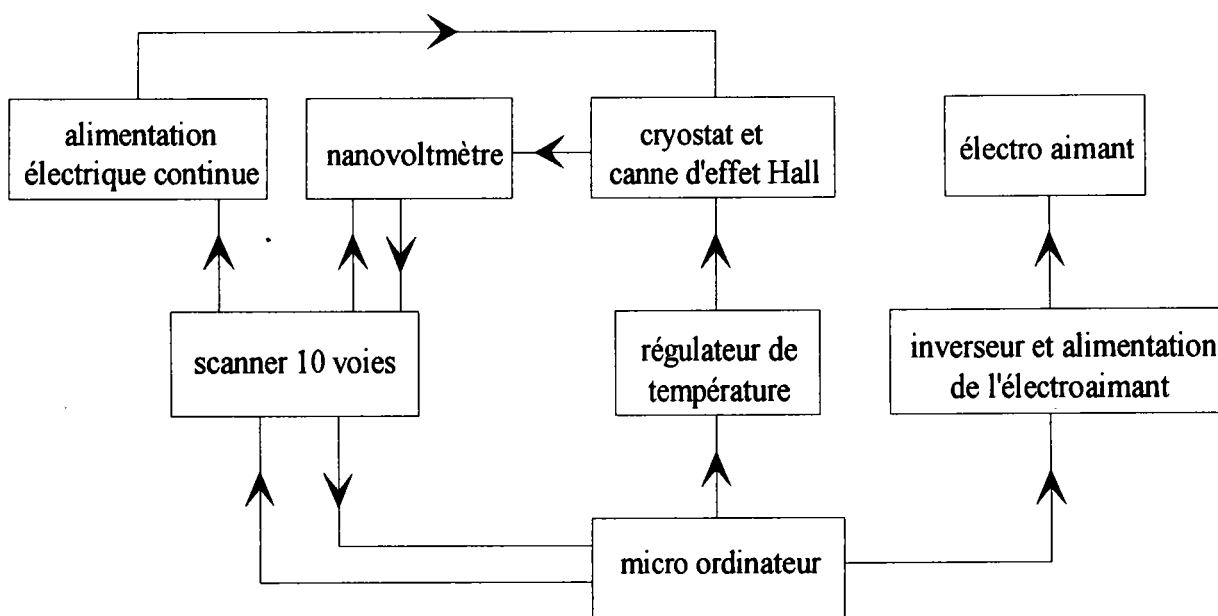 alimentation
électrique continue
nanovoltmètre
cryostat et
canne d'effet Hall
électro aimant
scanner 10 voies
régulateur de
température
inverseur et alimentation
de l'électroaimant
micro ordinateur